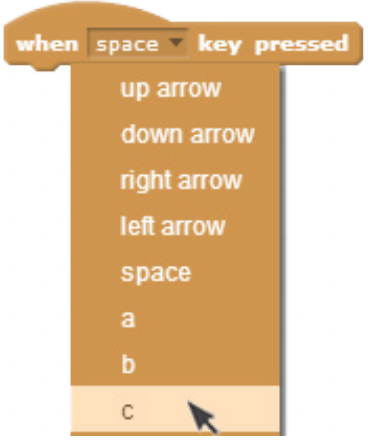 when space key pressed
up arrow
down arrow
right arrow
left arrow
space
a
b
c